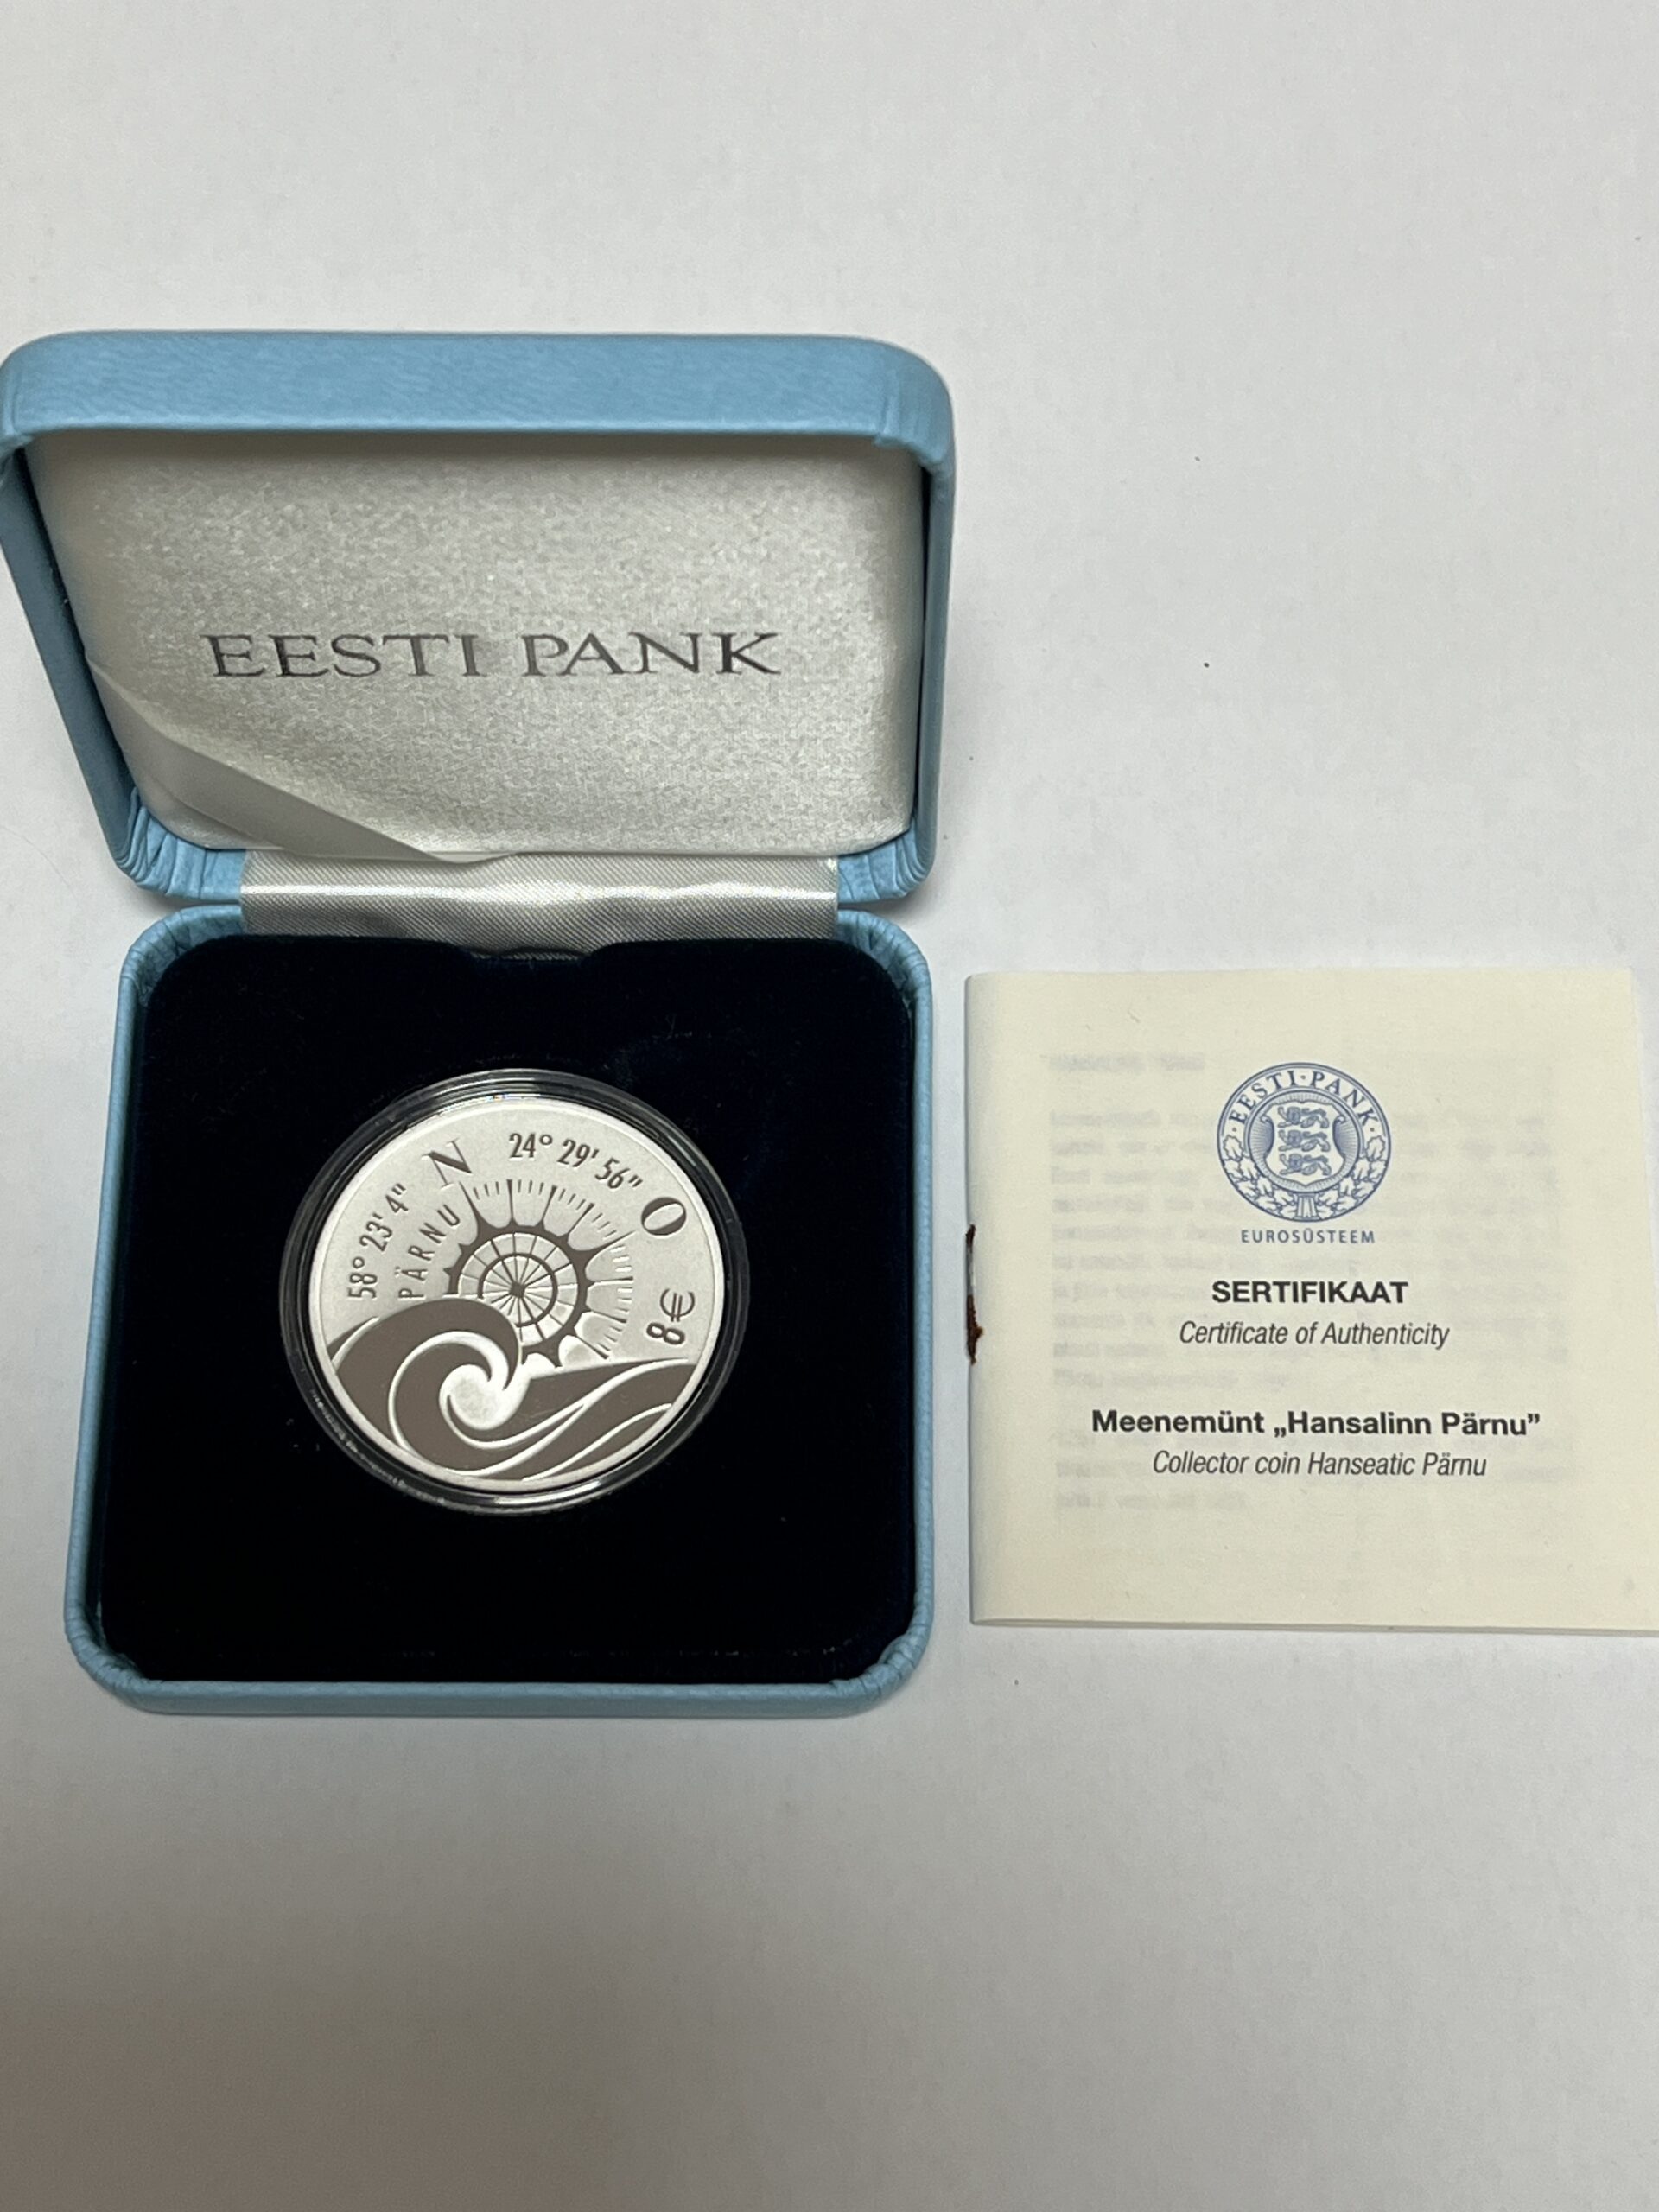 EESTI PANK
N
24° 29' 56"
O
58° 23' 4"
PÄRNU
8€
EESTI·PANK
EUROSÜSTEEM
SERTIFIKAAT
Certificate of Authenticity
Meenemünt „Hansalinn Pärnu”
Collector coin Hanseatic Pärnu